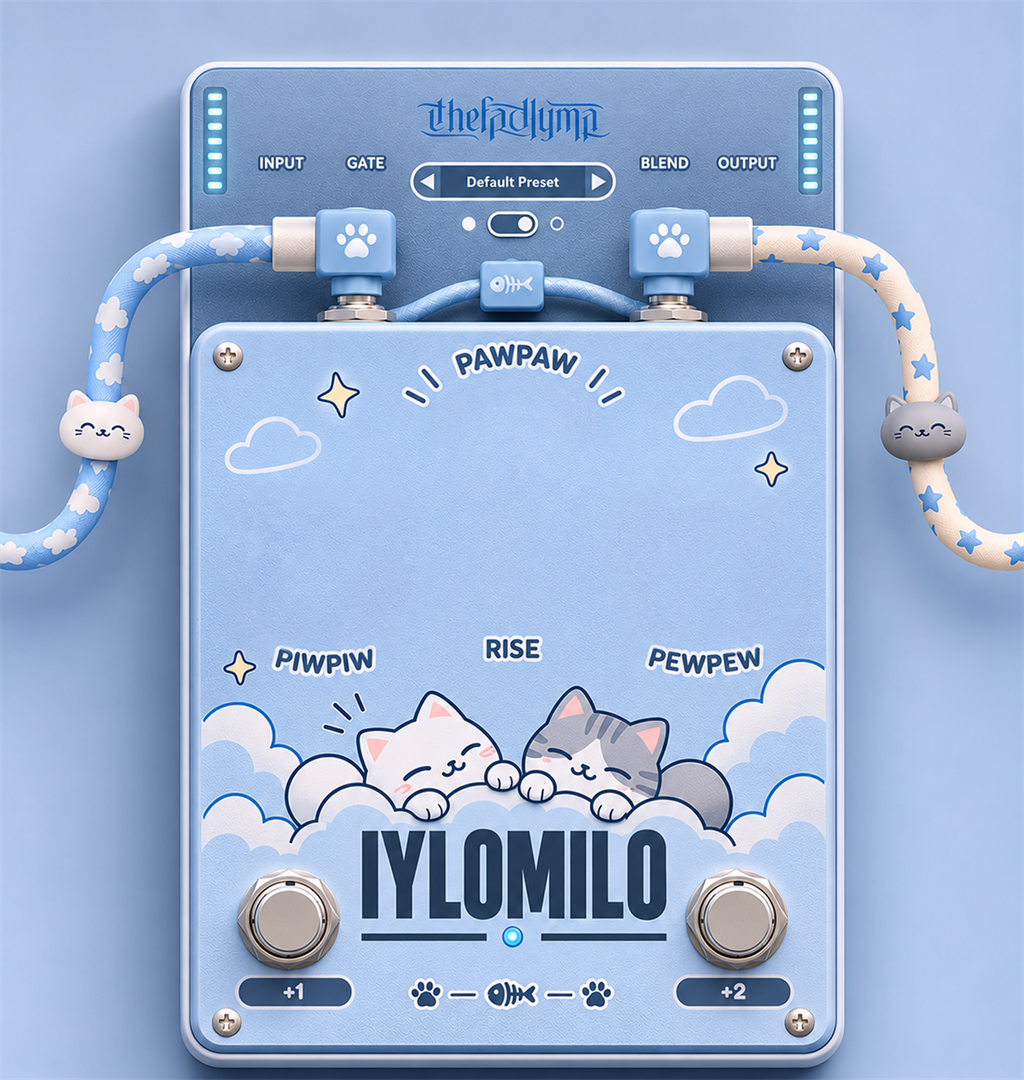 thefadlyma
INPUT GATE BLEND OUTPUT
Default Preset
PAWPAW
PIWPIW RISE PEWPEW
IYLOMILO
+1 +2